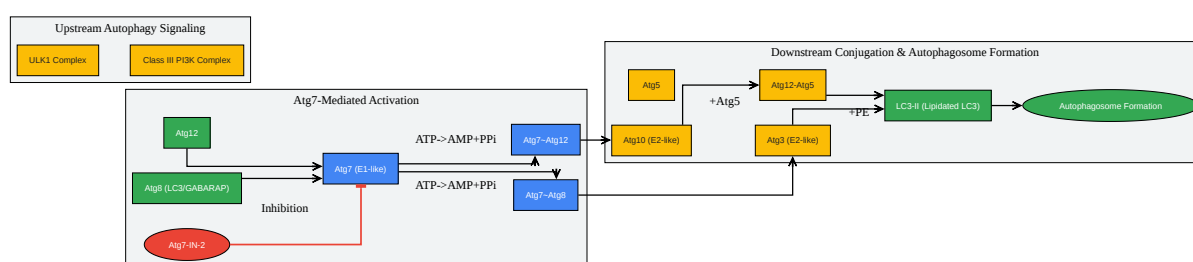 Upstream Autophagy Signaling
ULK1 Complex
Class III PI3K Complex
Atg7-Mediated Activation
Atg12
Atg8 (LC3/GABARAP)
Inhibition
Atg7-IN-2
Atg7 (E1-like)
ATP->AMP+PPi
ATP->AMP+PPi
Atg7~Atg12
Atg7~Atg8
Downstream Conjugation & Autophagosome Formation
Atg5
Atg10 (E2-like)
+Atg5
Atg12-Atg5
Atg3 (E2-like)
+PE
LC3-II (Lipidated LC3)
Autophagosome Formation